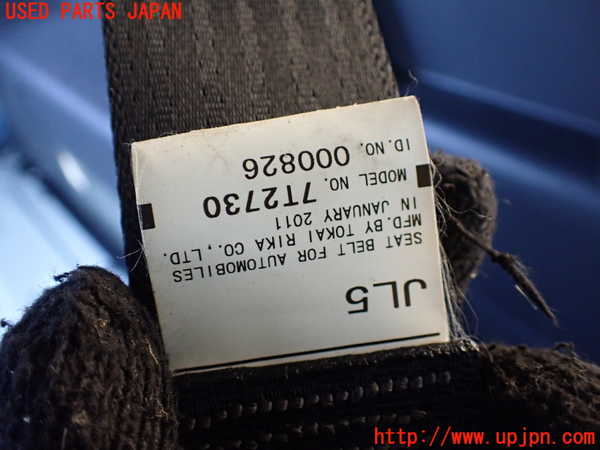 USED PARTS JAPAN
JL5
SEAT BELT FOR AUTOMOBILES
MFD.BY TOKAI RIKA CO.,LTD.
IN JANUARY 2011
MODEL NO. 7T2730
ID.NO. 000826
http://www.upjpn.com/